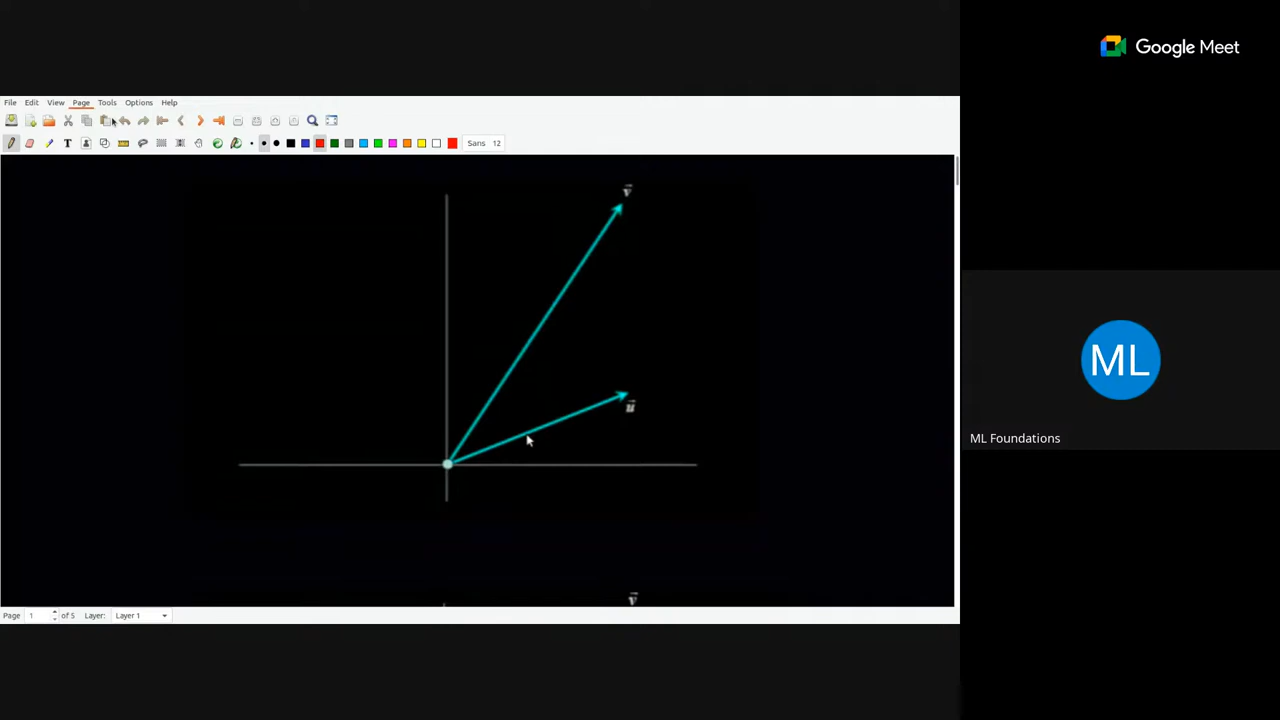 Google Meet
File Edit View Page Tools Options Help
T Sans 12
v⃗
u⃗
v⃗
ML
ML Foundations
Page 1 of 5 Layer: Layer 1